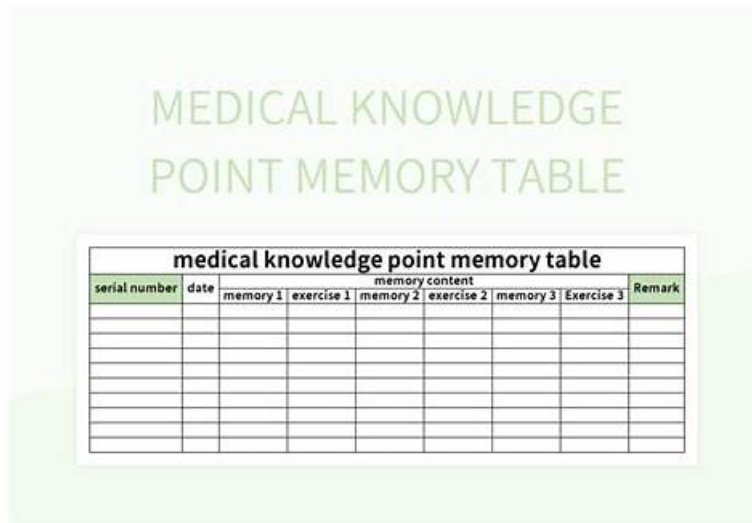 MEDICAL KNOWLEDGE
POINT MEMORY TABLE
medical knowledge point memory table
serial number date memory content Remark
memory 1 exercise 1 memory 2 exercise 2 memory 3 Exercise 3